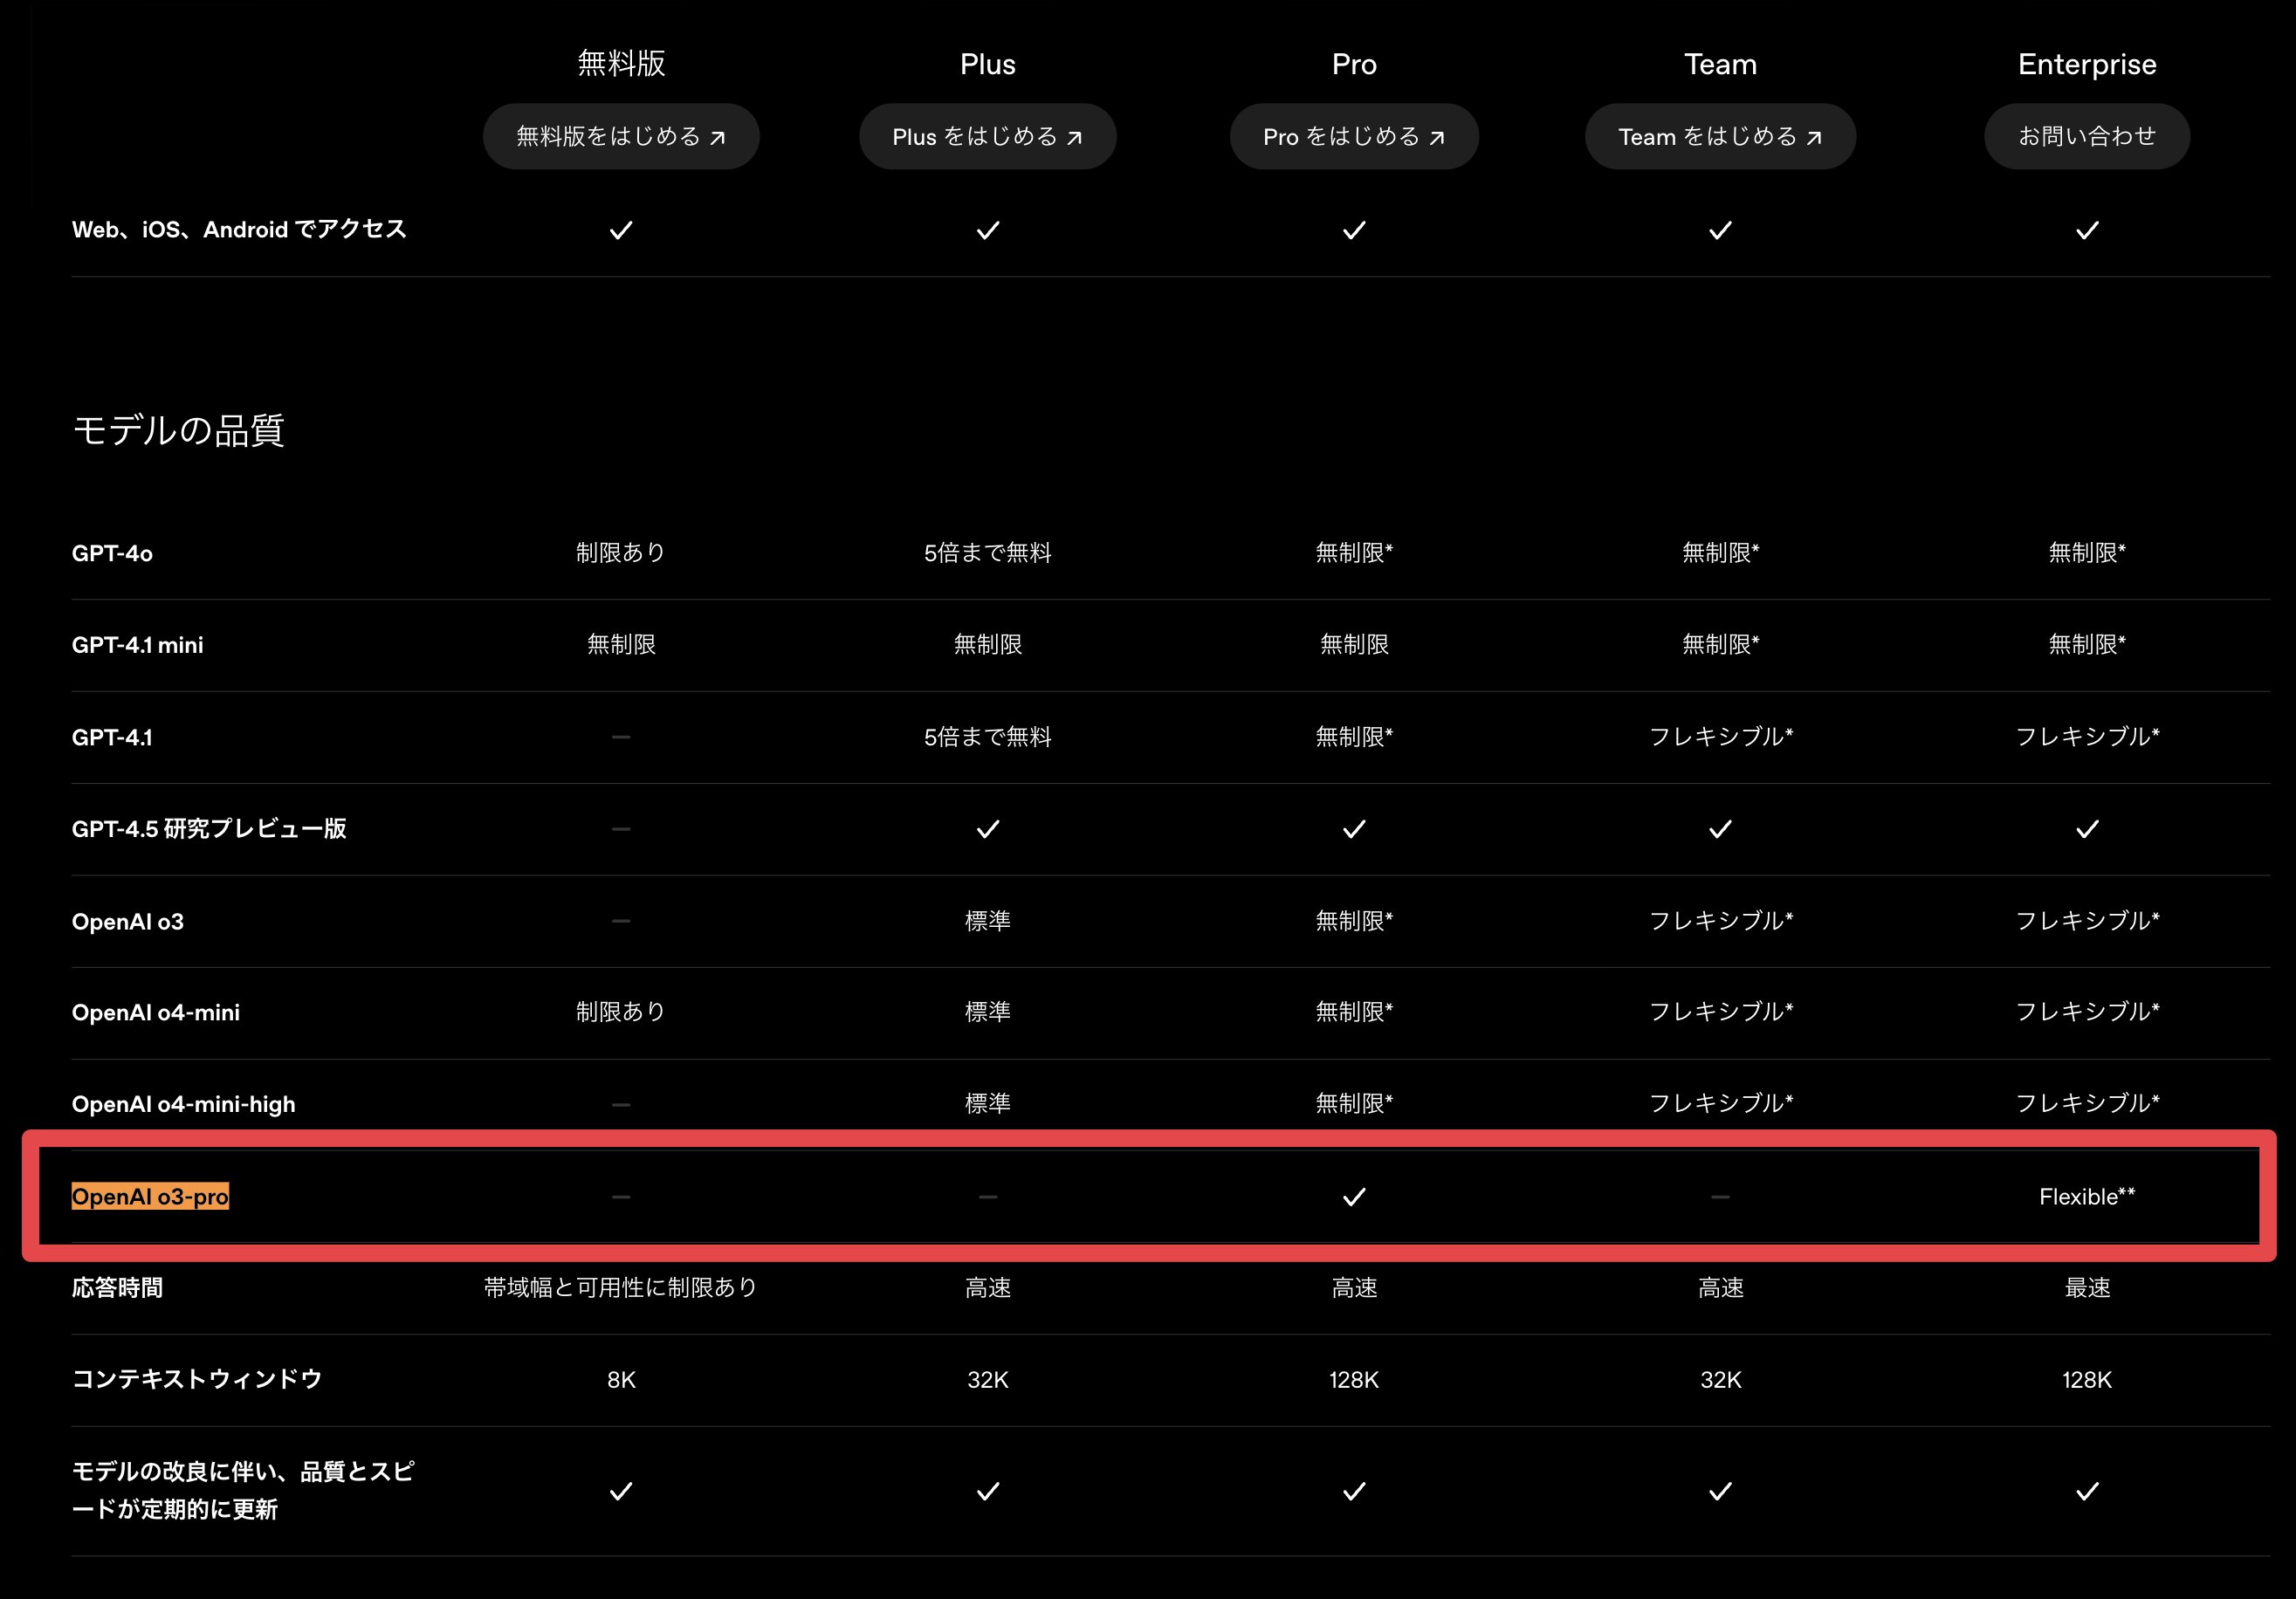 無料版 Plus Pro Team Enterprise
無料版をはじめる ↗ Plus をはじめる ↗ Pro をはじめる ↗ Team をはじめる ↗ お問い合わせ
Web、iOS、Android でアクセス ✓ ✓ ✓ ✓ ✓
モデルの品質
GPT-4o 制限あり 5倍まで無料 無制限* 無制限* 無制限*
GPT-4.1 mini 無制限 無制限 無制限 無制限* 無制限*
GPT-4.1 – 5倍まで無料 無制限* フレキシブル* フレキシブル*
GPT-4.5 研究プレビュー版 – ✓ ✓ ✓ ✓
OpenAI o3 – 標準 無制限* フレキシブル* フレキシブル*
OpenAI o4-mini 制限あり 標準 無制限* フレキシブル* フレキシブル*
OpenAI o4-mini-high – 標準 無制限* フレキシブル* フレキシブル*
OpenAI o3-pro – – ✓ – Flexible**
応答時間 帯域幅と可用性に制限あり 高速 高速 高速 最速
コンテキストウィンドウ 8K 32K 128K 32K 128K
モデルの改良に伴い、品質とスピ
ードが定期的に更新 ✓ ✓ ✓ ✓ ✓